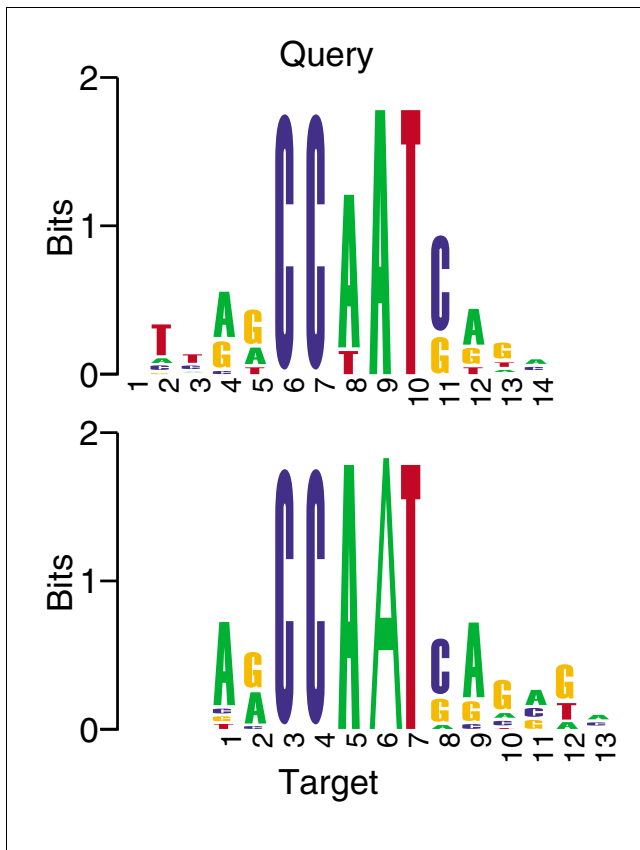 Query
2
1
0
Bits
T A C
T C
A G C
G A T
C
C
A T
A
T
C G
A G T
G T A
A C
1 2 3 4 5 6 7 8 9 10 11 12 13 14
2
1
0
Bits
A C G T
G A C
C
C
A
A
T
C G A
A G C
G A C T
A C G
G T A
A C
1 2 3 4 5 6 7 8 9 10 11 12 13
Target